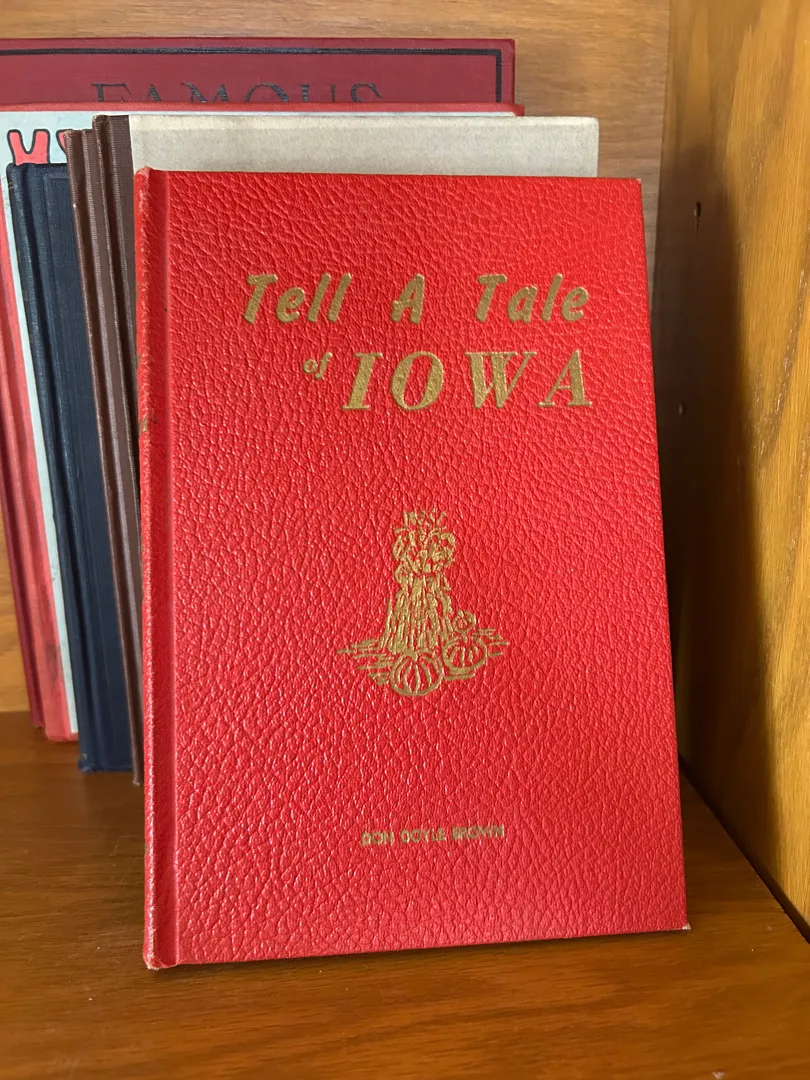 FAMOUS
Tell A Tale
of IOWA
DON DOYLE BROWN